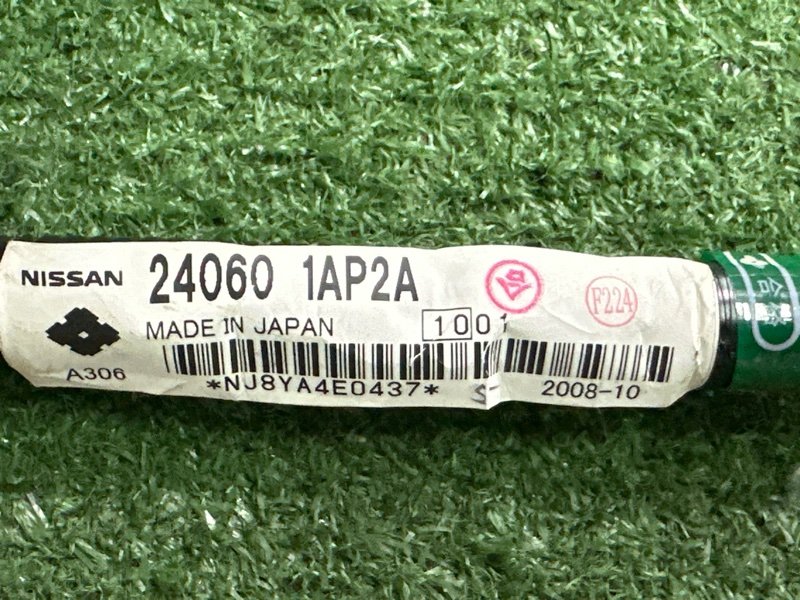 NISSAN 24060 1AP2A
F224
MADE IN JAPAN 1001
A306
*NJ8YA4E0437*
2008-10